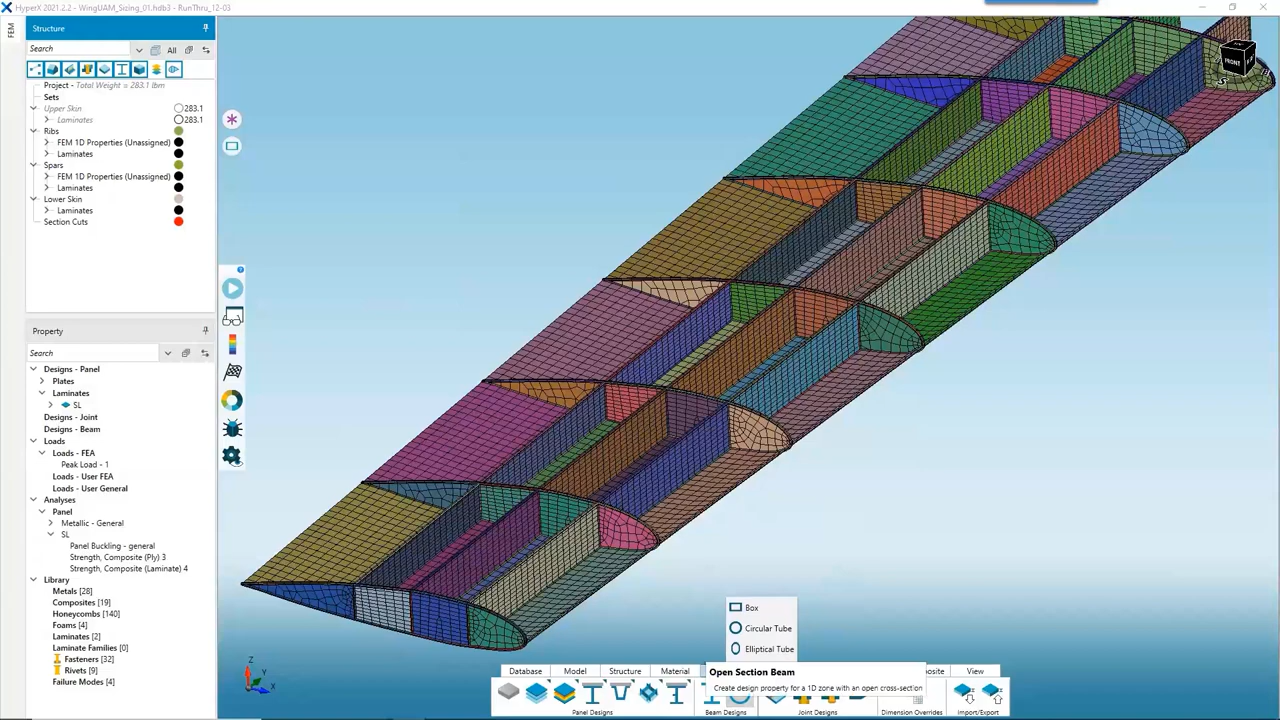 HyperX 2021.2.2 - WingUAM_Sizing_01.hdb3 - RunThru_12-03
FEM
Structure
Search
All
Project - Total Weight = 283.1 lbm
Sets
Upper Skin 283.1
Laminates 283.1
Ribs
FEM 1D Properties (Unassigned)
Laminates
Spars
FEM 1D Properties (Unassigned)
Laminates
Lower Skin
Laminates
Section Cuts
Property
Search
Designs - Panel
Plates
Laminates
SL
Designs - Joint
Designs - Beam
Loads
Loads - FEA
Peak Load - 1
Loads - User FEA
Loads - User General
Analyses
Panel
Metallic - General
SL
Panel Buckling - general
Strength, Composite (Ply) 3
Strength, Composite (Laminate) 4
Library
Metals [28]
Composites [19]
Honeycombs [140]
Foams [4]
Laminates [2]
Laminate Families [0]
Fasteners [32]
Rivets [9]
Failure Modes [4]
FRONT
Z
X
Box
Circular Tube
Elliptical Tube
Database Model Structure Material osite View
Open Section Beam
Create design property for a 1D zone with an open cross-section
Panel Designs Beam Designs Joint Designs Dimension Overrides Import/Export